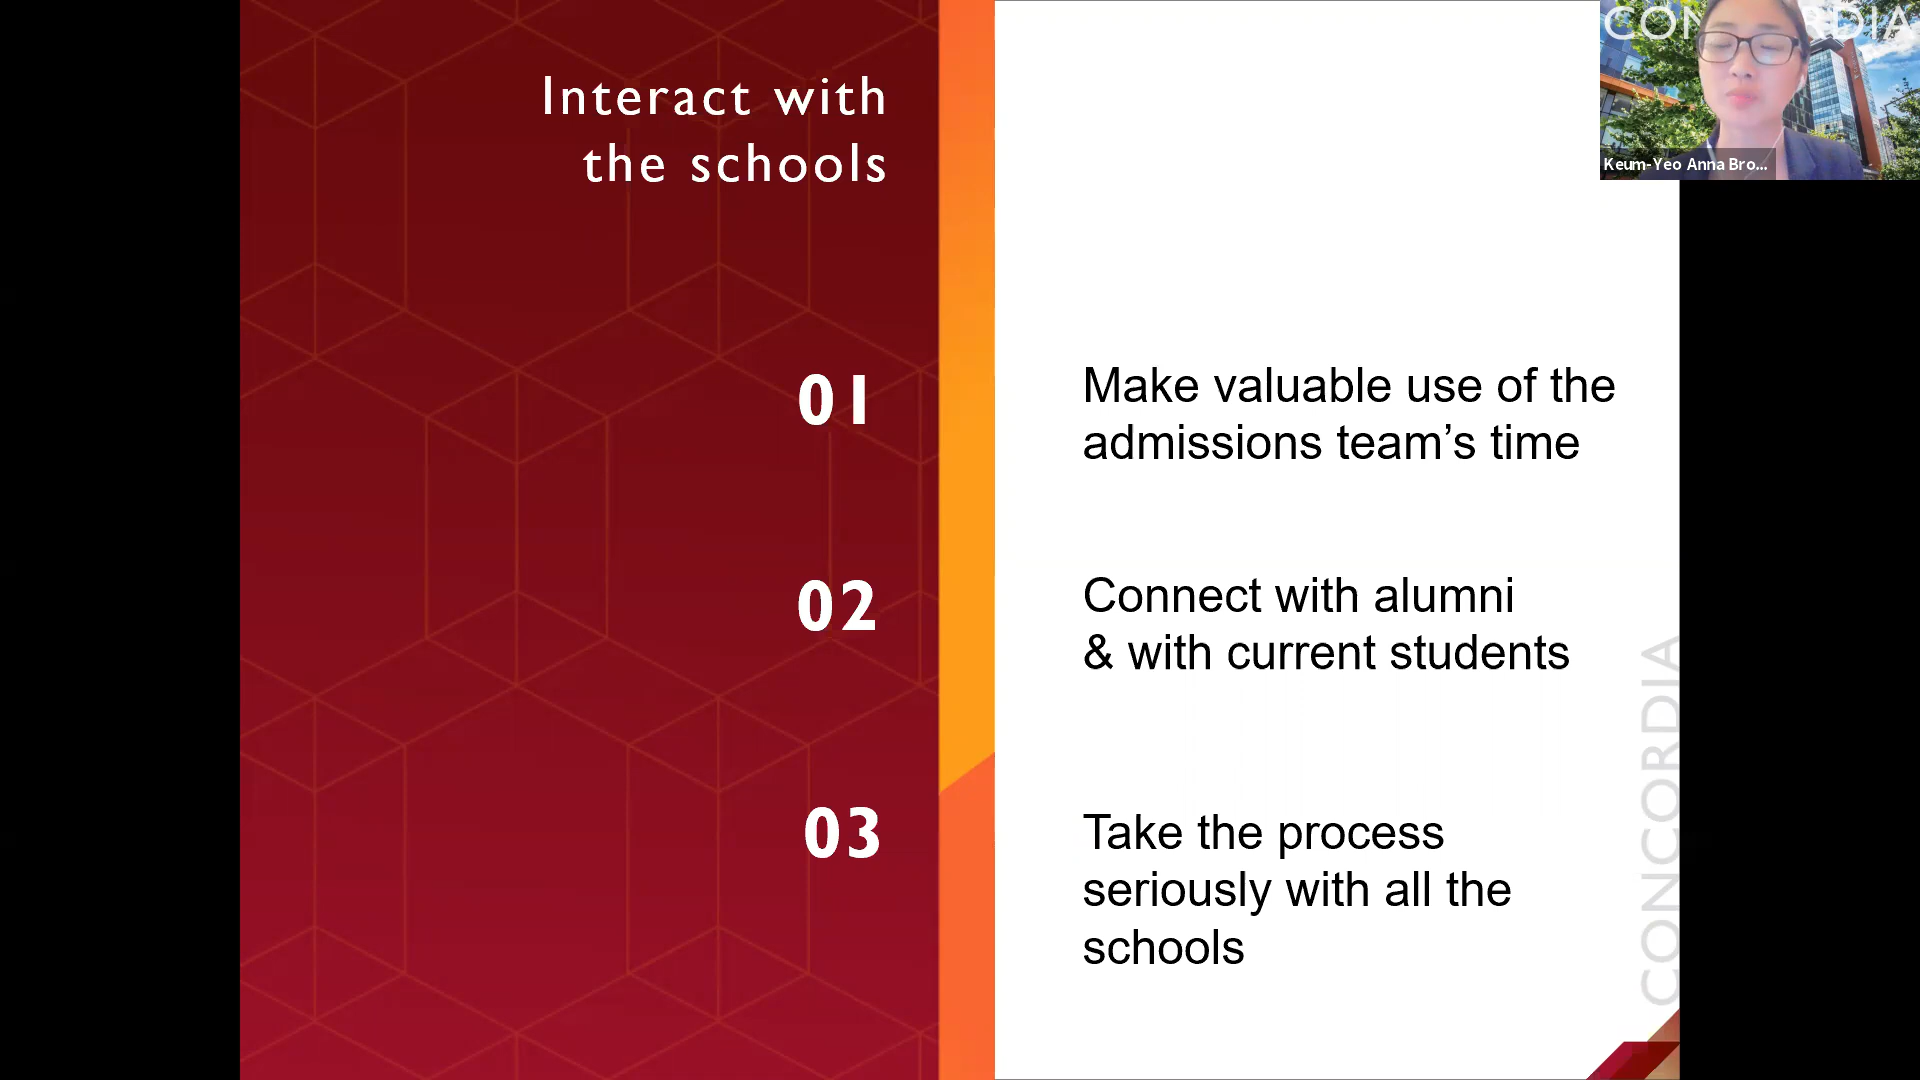 Interact with
the schools
01
Make valuable use of the
admissions team’s time
02
Connect with alumni
& with current students
03
Take the process
seriously with all the
schools
CONCORDIA
Keum-Yeo Anna Bro...